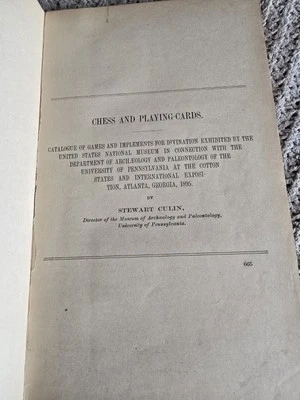 CHESS AND PLAYING-CARDS.
CATALOGUE OF GAMES AND IMPLEMENTS FOR DIVINATION EXHIBITED BY THE
UNITED STATES NATIONAL MUSEUM IN CONNECTION WITH THE
DEPARTMENT OF ARCHÆOLOGY AND PALEONTOLOGY OF THE
UNIVERSITY OF PENNSYLVANIA AT THE COTTON
STATES AND INTERNATIONAL EXPOSI-
TION, ATLANTA, GEORGIA, 1895.
BY
STEWART CULIN,
Director of the Museum of Archæology and Paleontology,
University of Pennsylvania.
665